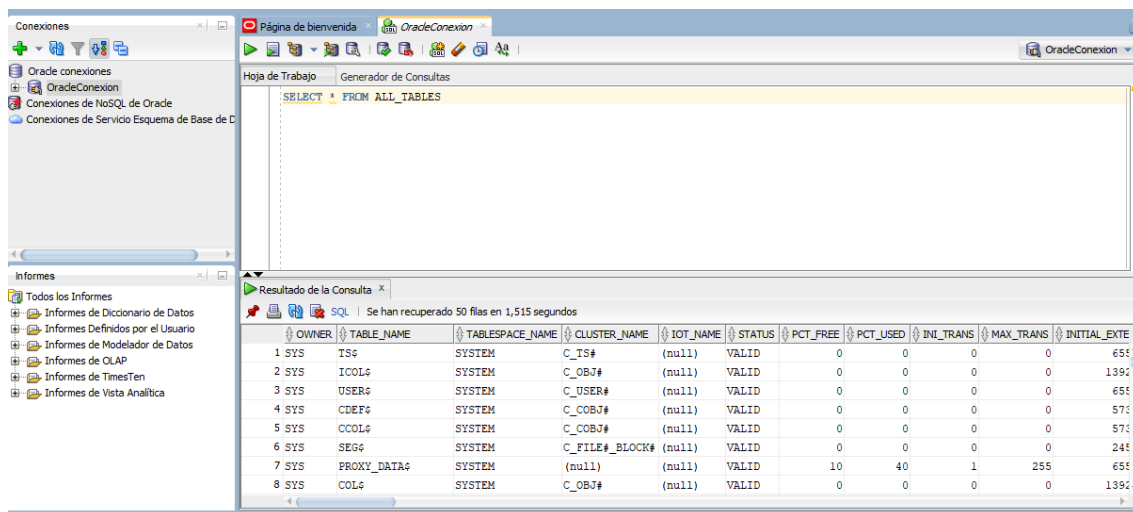 Conexiones
Oracle conexiones
OracleConexion
Conexiones de NoSQL de Oracle
Conexiones de Servicio Esquema de Base de D
Informes
Todos los Informes
Informes de Diccionario de Datos
Informes Definidos por el Usuario
Informes de Modelador de Datos
Informes de OLAP
Informes de TimesTen
Informes de Vista Analítica
Página de bienvenida OracleConexion
OracleConexion
Hoja de Trabajo Generador de Consultas
SELECT * FROM ALL_TABLES
Resultado de la Consulta
SQL | Se han recuperado 50 filas en 1,515 segundos
OWNER TABLE_NAME TABLESPACE_NAME CLUSTER_NAME IOT_NAME STATUS PCT_FREE PCT_USED INI_TRANS MAX_TRANS INITIAL_EXTE
1 SYS TS$ SYSTEM C_TS# (null) VALID 0 0 0 0 655
2 SYS ICOL$ SYSTEM C_OBJ# (null) VALID 0 0 0 0 1392
3 SYS USER$ SYSTEM C_USER# (null) VALID 0 0 0 0 655
4 SYS CDEF$ SYSTEM C_COBJ# (null) VALID 0 0 0 0 573
5 SYS CCOL$ SYSTEM C_COBJ# (null) VALID 0 0 0 0 573
6 SYS SEG$ SYSTEM C_FILE#_BLOCK# (null) VALID 0 0 0 0 245
7 SYS PROXY_DATA$ SYSTEM (null) (null) VALID 10 40 1 255 655
8 SYS COL$ SYSTEM C_OBJ# (null) VALID 0 0 0 0 1392